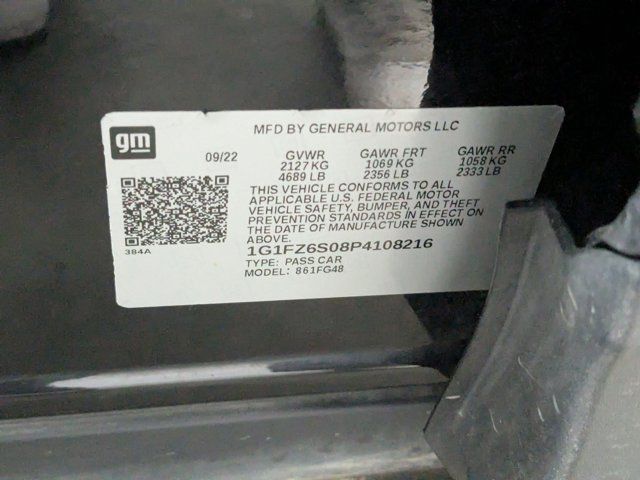 gm
MFD BY GENERAL MOTORS LLC
09/22 GVWR GAWR FRT GAWR RR
2127 KG 1069 KG 1058 KG
4689 LB 2356 LB 2333 LB
THIS VEHICLE CONFORMS TO ALL
APPLICABLE U.S. FEDERAL MOTOR
VEHICLE SAFETY, BUMPER, AND THEFT
PREVENTION STANDARDS IN EFFECT ON
THE DATE OF MANUFACTURE SHOWN
ABOVE.
384A
1G1FZ6S08P4108216
TYPE: PASS CAR
MODEL: 861FG48